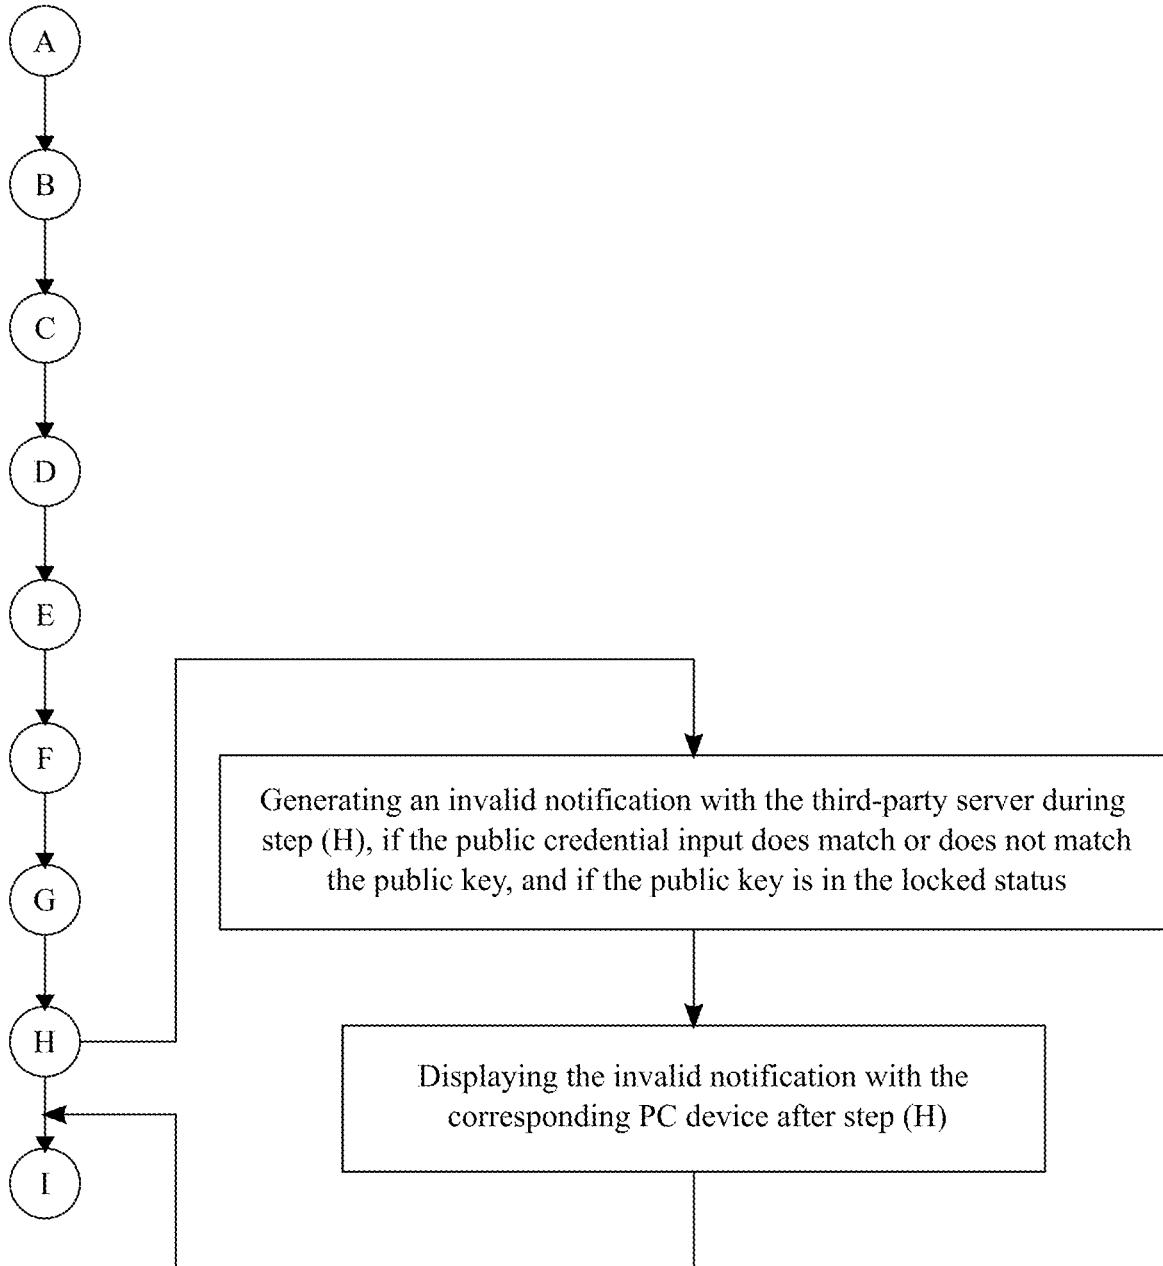 A
B
C
D
E
F
G
H
I
Generating an invalid notification with the third-party server during
step (H), if the public credential input does match or does not match
the public key, and if the public key is in the locked status
Displaying the invalid notification with the
corresponding PC device after step (H)